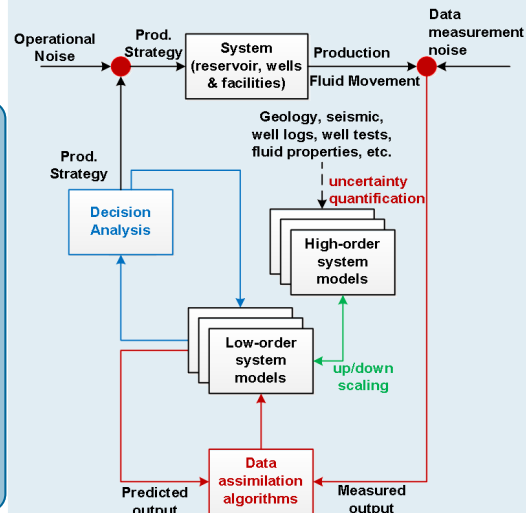 Operational
Noise
Prod.
Strategy
System
(reservoir, wells
& facilities)
Production
Fluid Movement
Data
measurement
noise
Geology, seismic,
well logs, well tests,
fluid properties, etc.
Prod.
Strategy
uncertainty
quantification
Decision
Analysis
High-order
system
models
Low-order
system
models
up/down
scaling
Data
assimilation
algorithms
Predicted
output
Measured
output